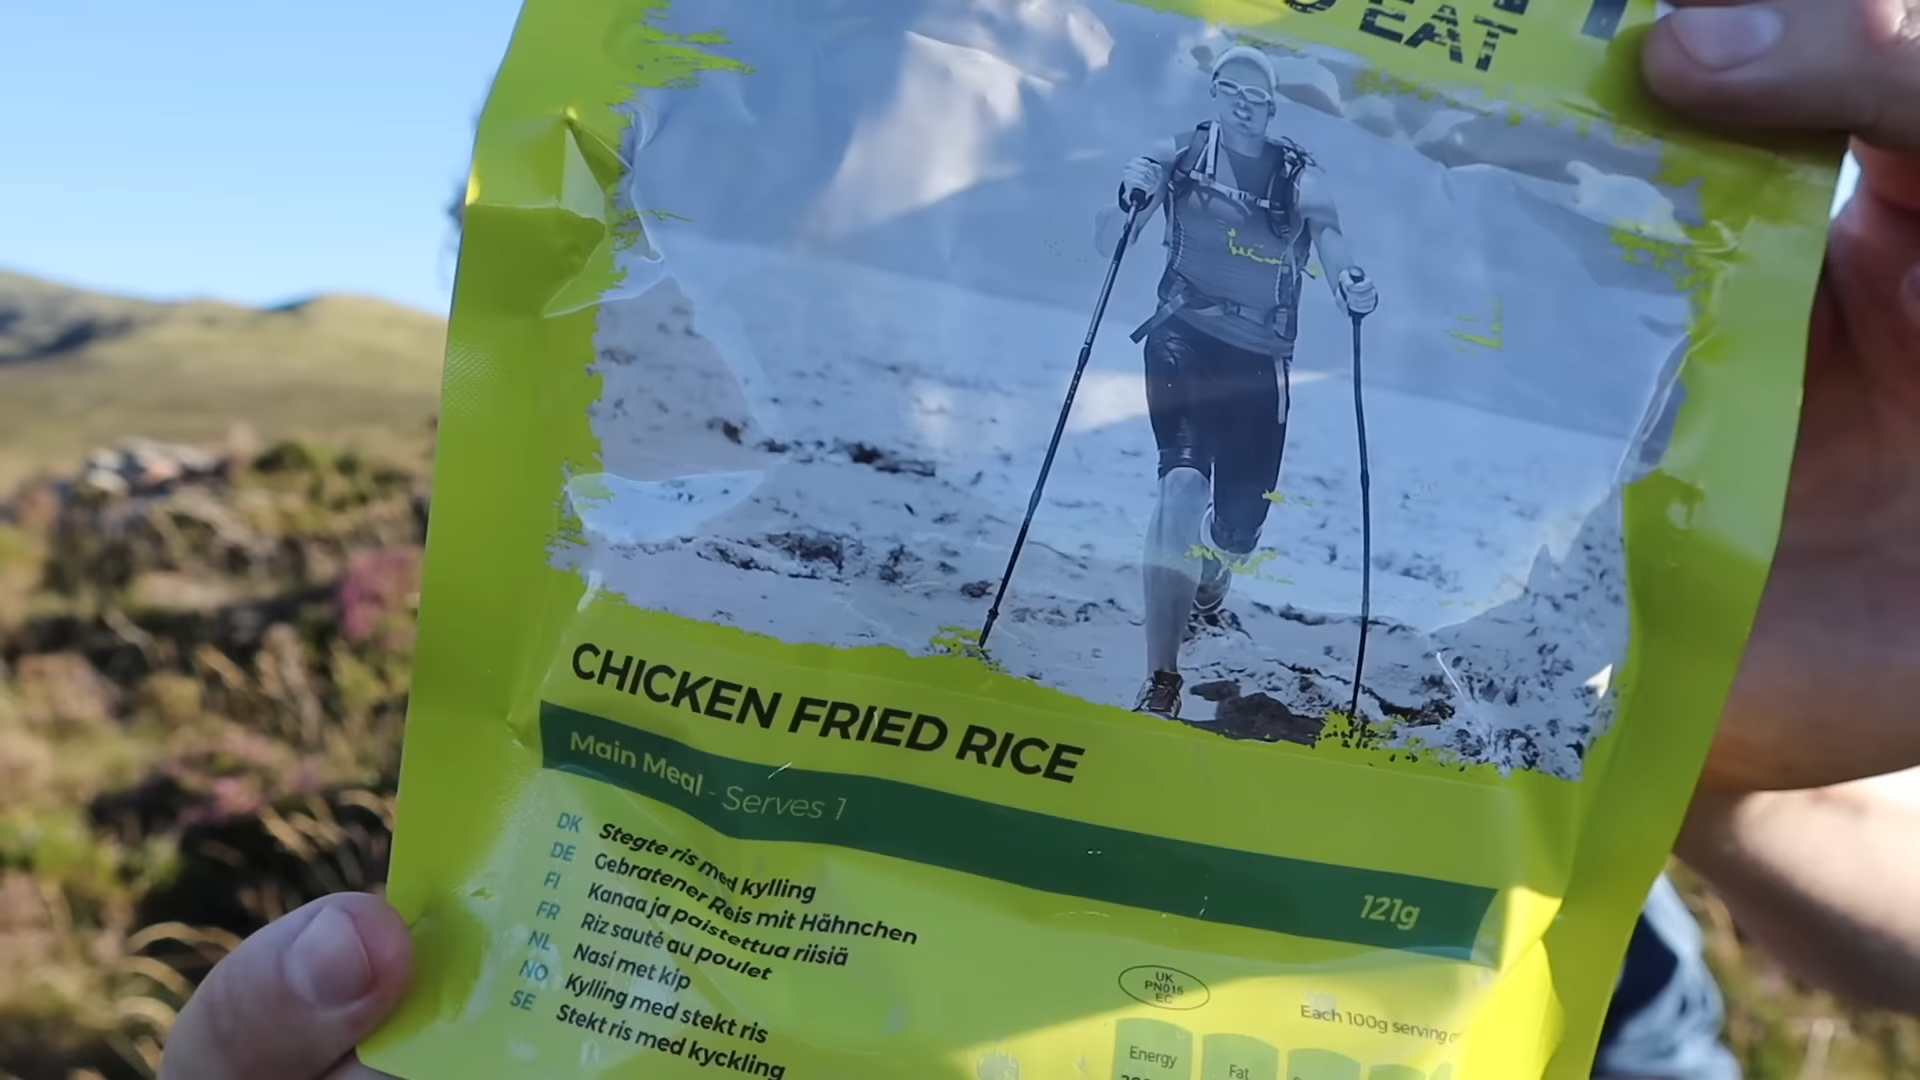 EAT
CHICKEN FRIED RICE
Main Meal - Serves 1
121g
DK Stegte ris med kylling
DE Gebratener Reis mit Hähnchen
FI Kanaa ja paistettua riisiä
FR Riz sauté au poulet
NL Nasi met kip
NO Kylling med stekt ris
SE Stekt ris med kyckling
UK
PN015
EC
Each 100g serving
Energy
Fat